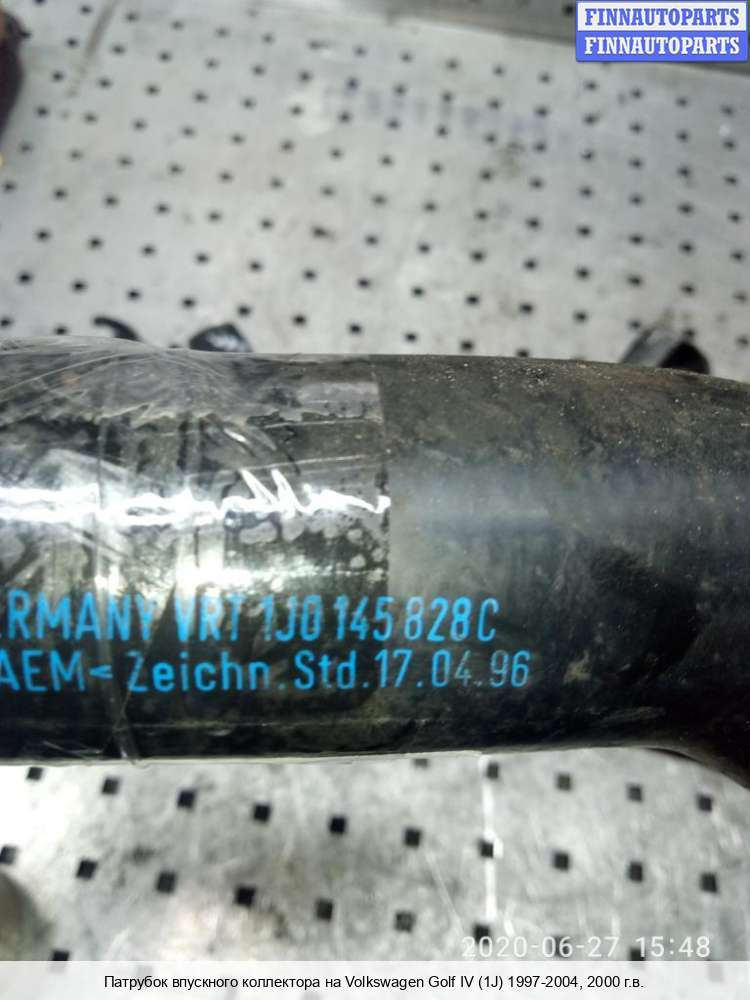 FINNAUTOPARTS
FINNAUTOPARTS
ERMANY VRT 1J0 145 828 C
AEM< Zeichn.Std.17.04.96
2020-06-27 15:48
Патрубок впускного коллектора на Volkswagen Golf IV (1J) 1997-2004, 2000 г.в.